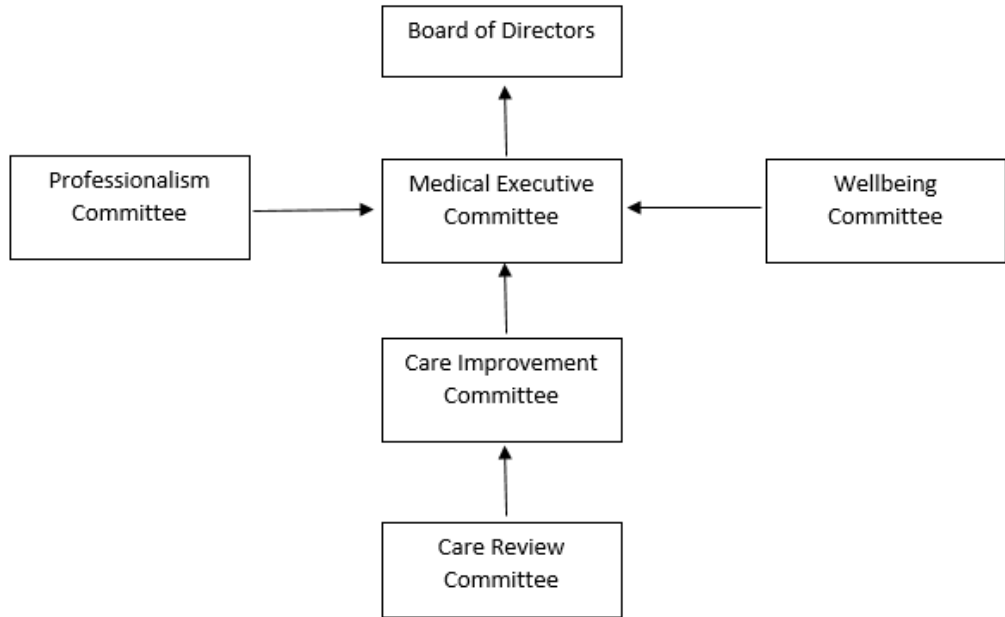 Board of Directors
Professionalism
Committee
Medical Executive
Committee
Wellbeing
Committee
Care Improvement
Committee
Care Review
Committee